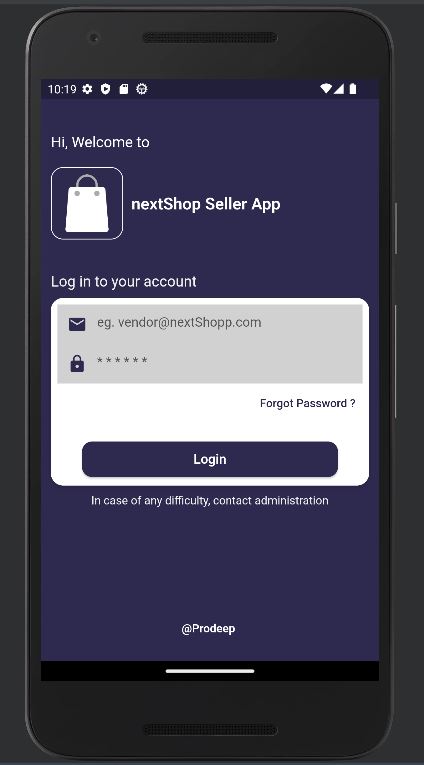 10:19
Hi, Welcome to
nextShop Seller App
Log in to your account
eg. vendor@nextShopp.com
******
Forgot Password ?
Login
In case of any difficulty, contact administration
@Prodeep